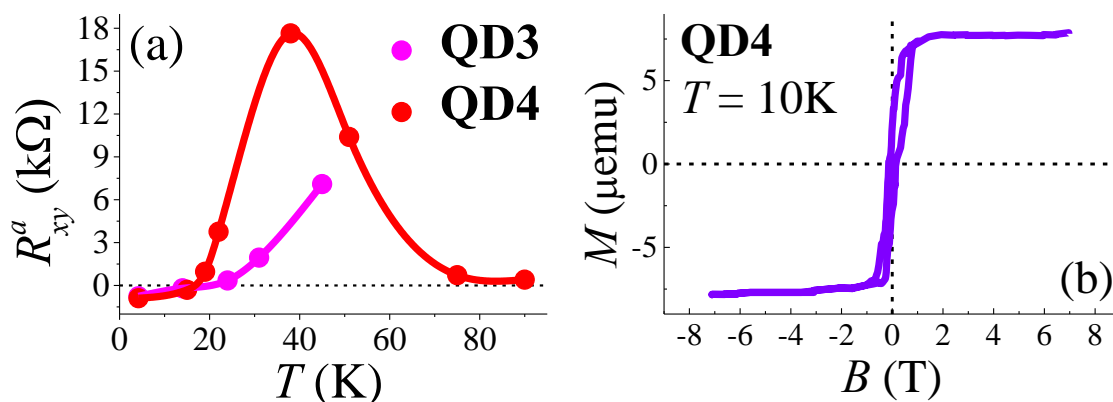 (a)
QD3
QD4
18
15
12
9
6
3
0
R^a_xy (kΩ)
0 20 40 60 80
T (K)
QD4
T = 10K
(b)
5
0
-5
M (μemu)
-8 -6 -4 -2 0 2 4 6 8
B (T)